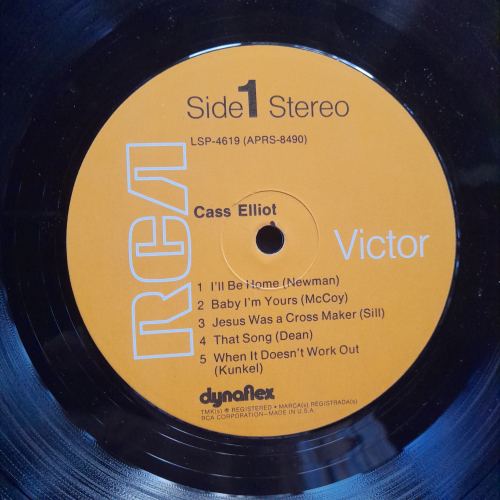 Side 1 Stereo
LSP-4619 (APRS-8490)
RCA
Cass Elliot
Victor
1 I'll Be Home (Newman)
2 Baby I'm Yours (McCoy)
3 Jesus Was a Cross Maker (Sill)
4 That Song (Dean)
5 When It Doesn't Work Out
(Kunkel)
dynaflex
TMK(s) ® REGISTERED • MARCA(s) REGISTRADA(s)
RCA CORPORATION—MADE IN U.S.A.